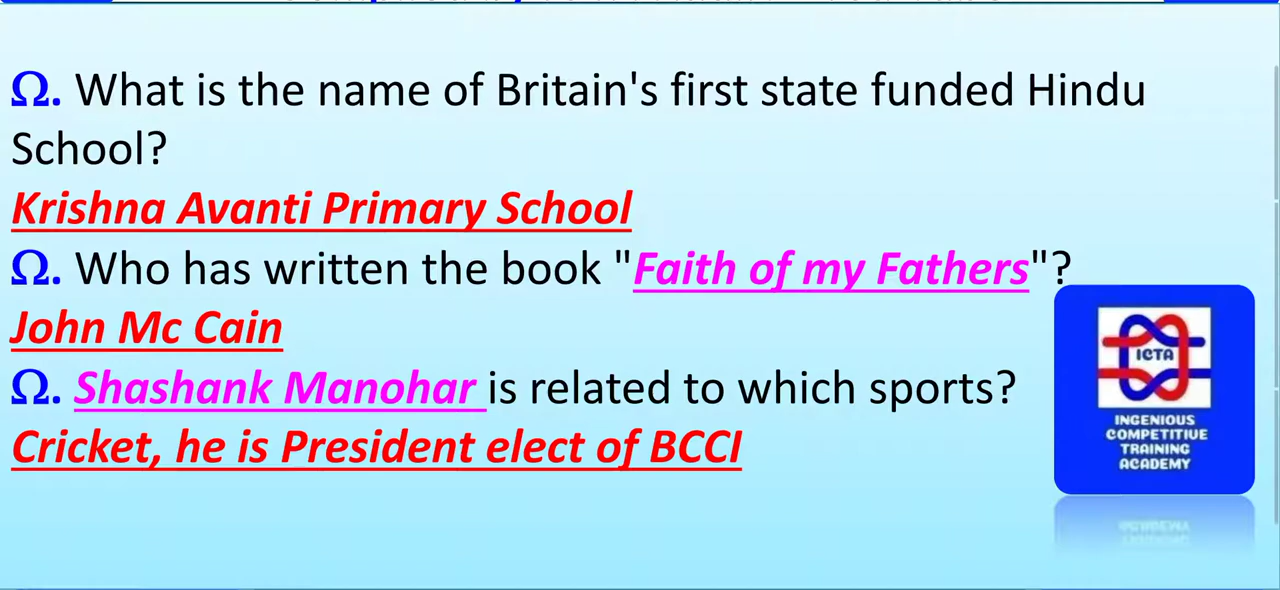 Ω. What is the name of Britain's first state funded Hindu
School?
Krishna Avanti Primary School
Ω. Who has written the book "Faith of my Fathers"?
John Mc Cain
Ω. Shashank Manohar is related to which sports?
Cricket, he is President elect of BCCI
ICTA
INGENIOUS
COMPETITIVE
TRAINING
ACADEMY